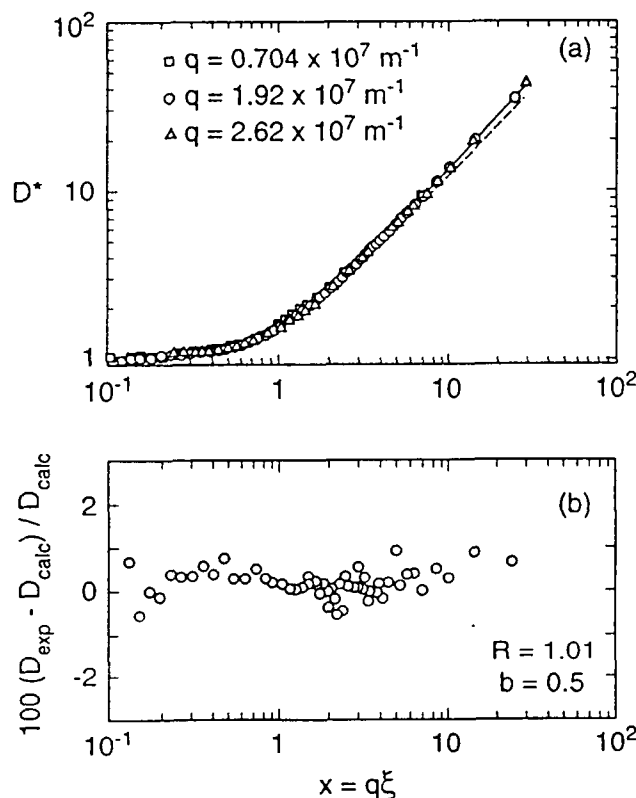 10²
(a)
□ q = 0.704 x 10⁷ m⁻¹
○ q = 1.92 x 10⁷ m⁻¹
△ q = 2.62 x 10⁷ m⁻¹
D*
10
1
10⁻¹ 1 10 10²
(b)
100 (D_exp - D_calc) / D_calc
2
0
-2
R = 1.01
b = 0.5
10⁻¹ 1 10 10²
x = qξ